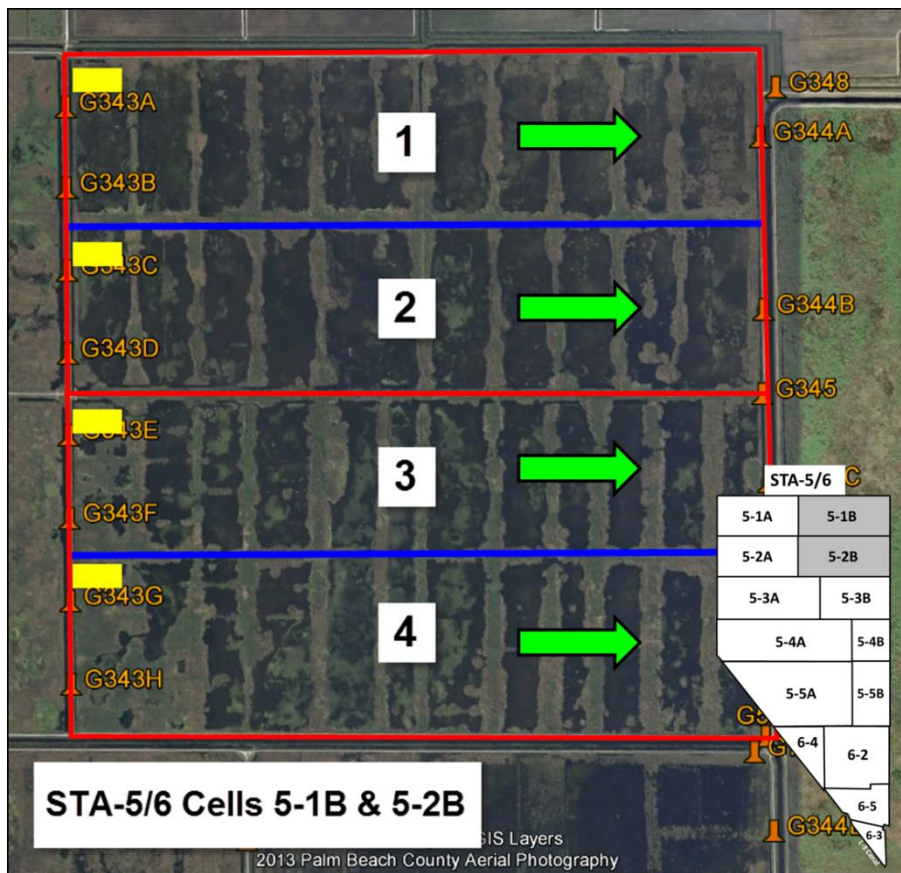 G343A
G348
1
G344A
G343B
G343C
2
G344B
G343D
G345
G343F
3
C
STA-5/6
5-1A 5-1B
5-2A 5-2B
5-3A 5-3B
G343G
4
5-4A 5-4B
G343H
5-5A 5-5B
6-4 6-2
6-5
6-3
STA-5/6 Cells 5-1B & 5-2B
GIS Layers
2013 Palm Beach County Aerial Photography